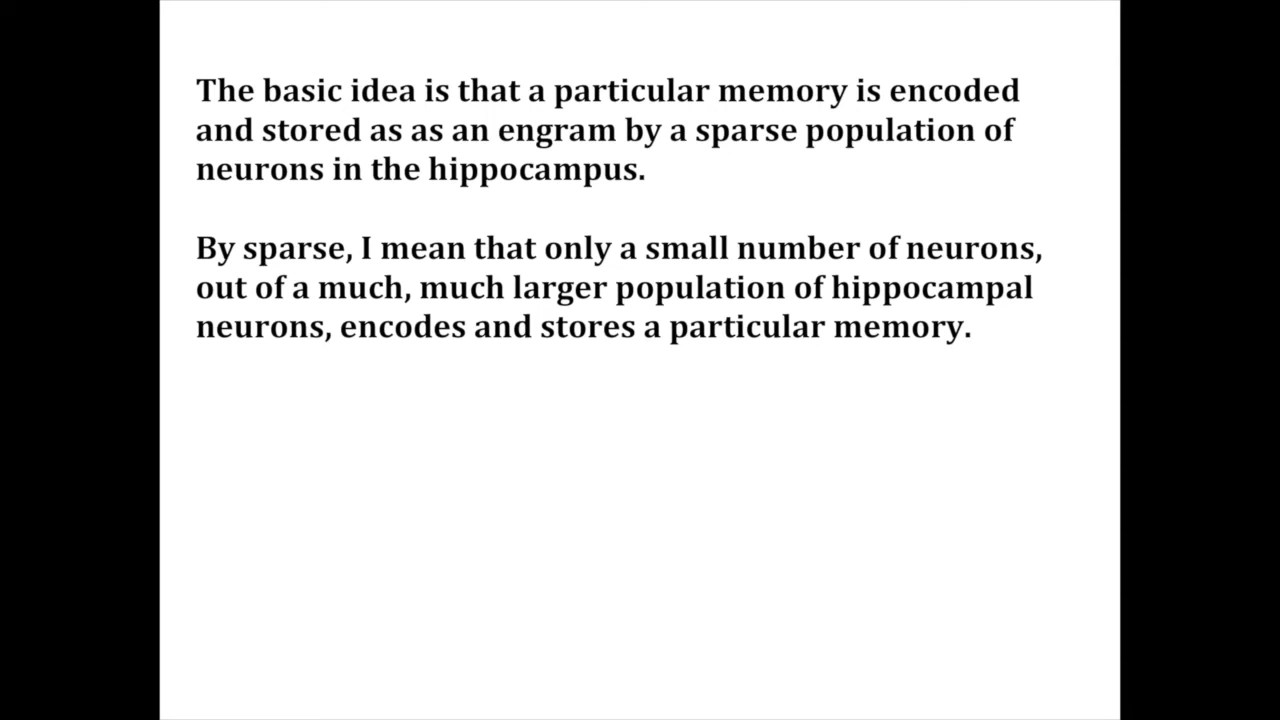 The basic idea is that a particular memory is encoded
and stored as as an engram by a sparse population of
neurons in the hippocampus.
By sparse, I mean that only a small number of neurons,
out of a much, much larger population of hippocampal
neurons, encodes and stores a particular memory.